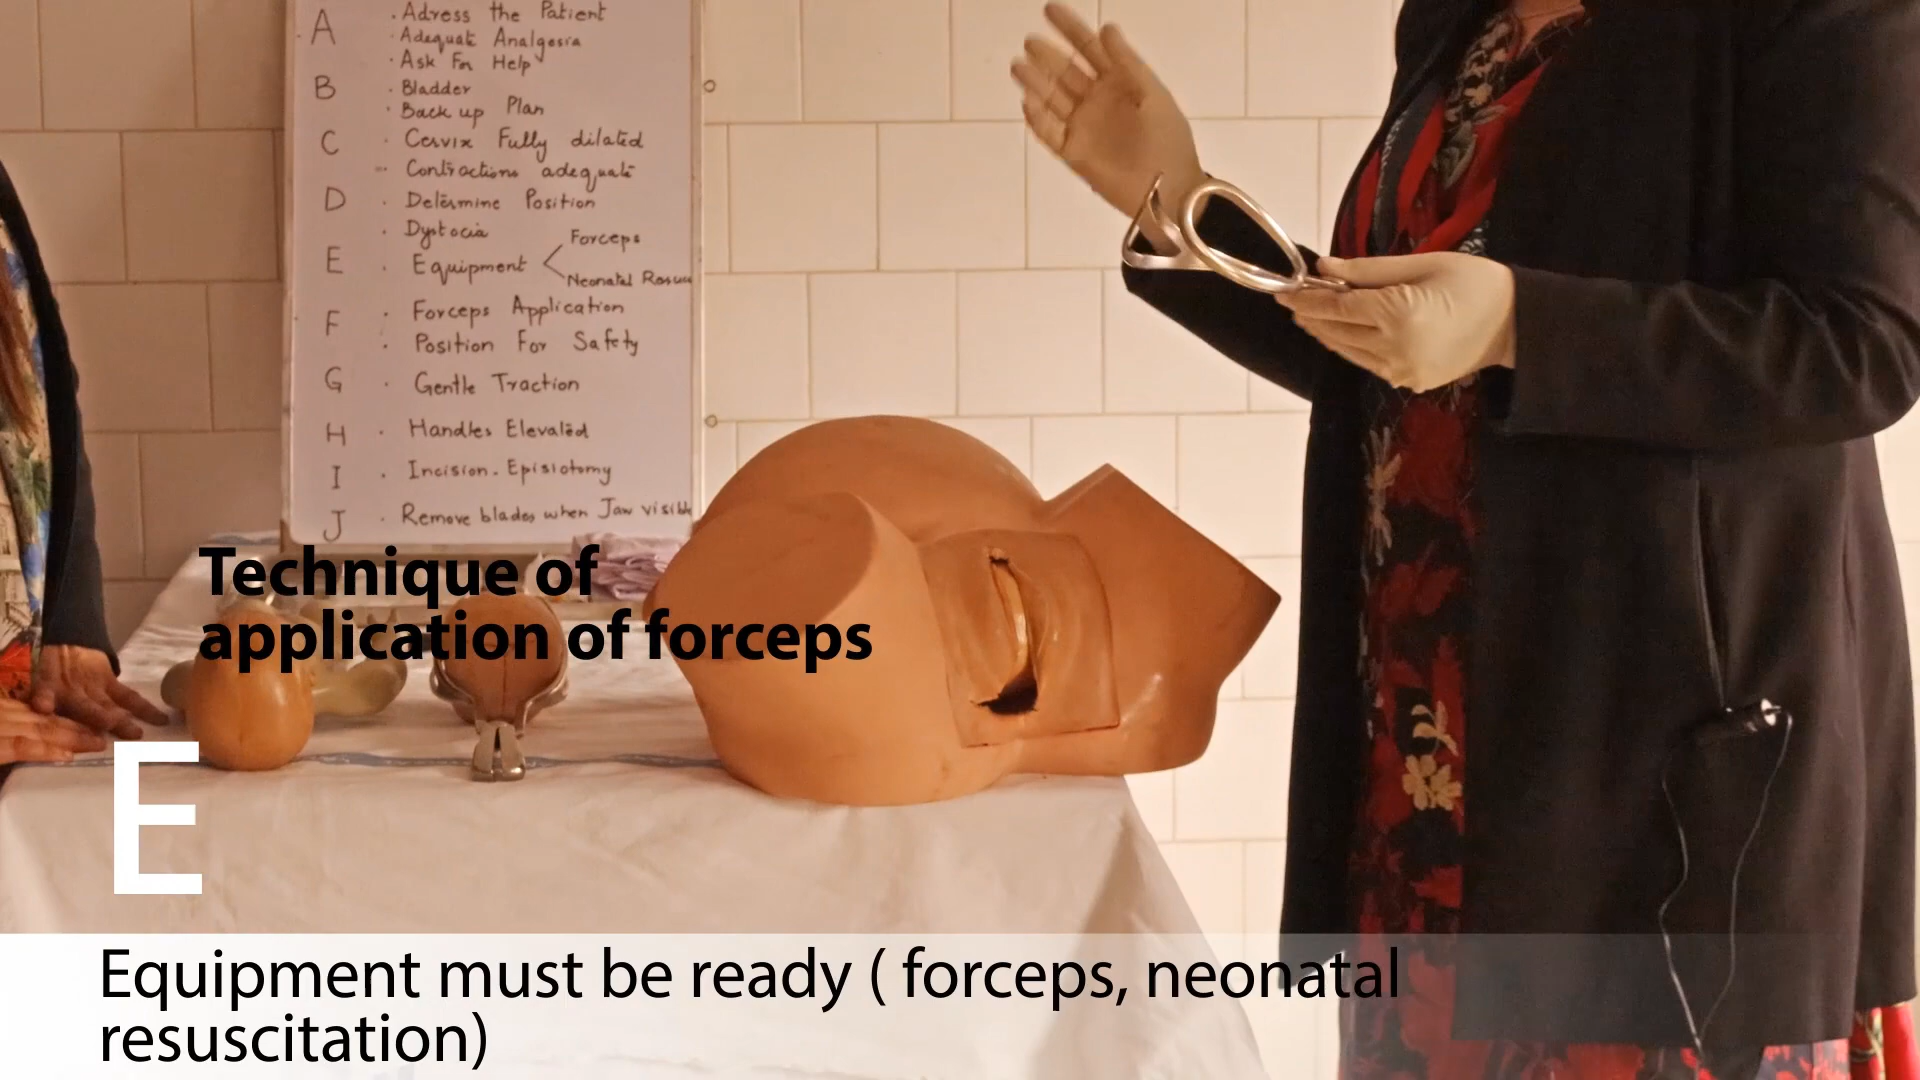 A . Adress the Patient
. Adequate Analgesia
. Ask For Help
B . Bladder
. Back up Plan
C . Cervix Fully dilated
- Contractions adequate
D . Determine Position
. Dystocia
Forceps
E . Equipment <
Neonatal
F . Forceps Application
. Position For Safety
G . Gentle Traction
H . Handles Elevated
I . Incision - Episiotomy
J . Remove blades when Jaw visible
Technique of
application of forceps
E
Equipment must be ready ( forceps, neonatal
resuscitation)